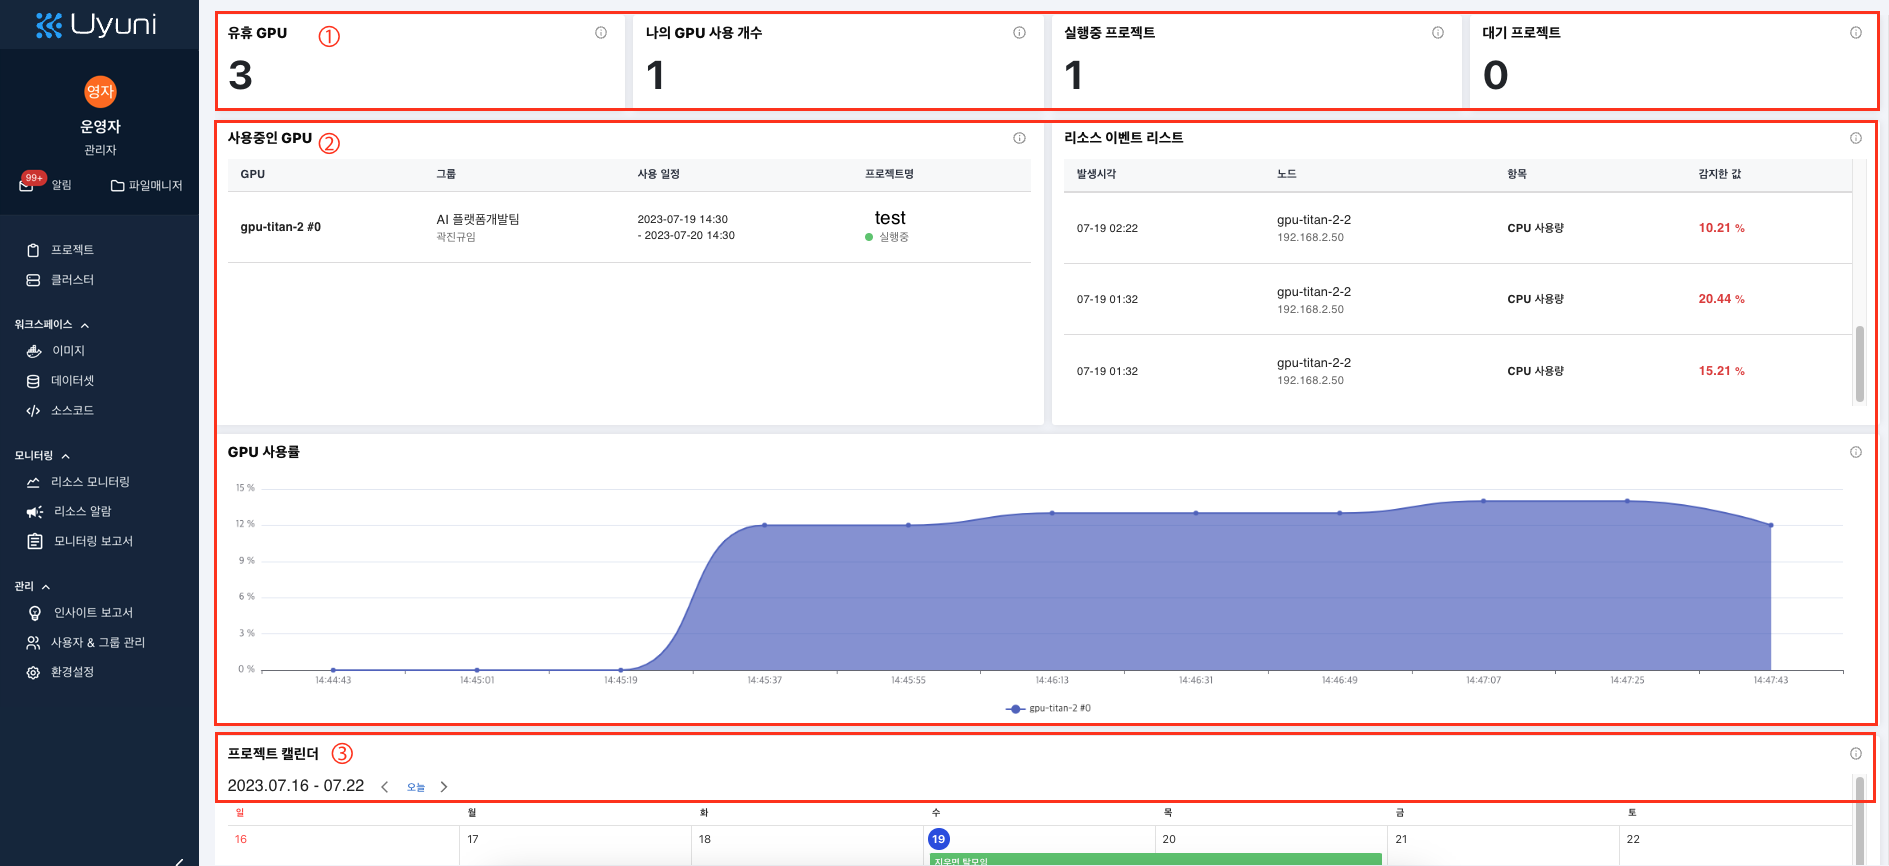 Uyuni
영자
운영자
관리자
99+
알림
파일매니저
프로젝트
클러스터
워크스페이스
이미지
데이터셋
소스코드
모니터링
리소스 모니터링
리소스 알람
모니터링 보고서
관리
인사이트 보고서
사용자 & 그룹 관리
환경설정
유휴 GPU ①
3
나의 GPU 사용 개수
1
실행중 프로젝트
1
대기 프로젝트
0
사용중인 GPU ②
GPU 그룹 사용 일정 프로젝트명
gpu-titan-2 #0
AI 플랫폼개발팀
곽진규임
2023-07-19 14:30
- 2023-07-20 14:30
test
실행중
리소스 이벤트 리스트
발생시각 노드 항목 감지한 값
07-19 02:22
gpu-titan-2-2
192.168.2.50
CPU 사용량
10.21 %
07-19 01:32
gpu-titan-2-2
192.168.2.50
CPU 사용량
20.44 %
07-19 01:32
gpu-titan-2-2
192.168.2.50
CPU 사용량
15.21 %
GPU 사용률
15 %
12 %
9 %
6 %
3 %
0 %
14:44:43 14:45:01 14:45:19 14:45:37 14:45:55 14:46:13 14:46:31 14:46:49 14:47:07 14:47:25 14:47:43
gpu-titan-2 #0
프로젝트 캘린더 ③
2023.07.16 - 07.22
오늘
일 월 화 수 목 금 토
16 17 18 19 20 21 22